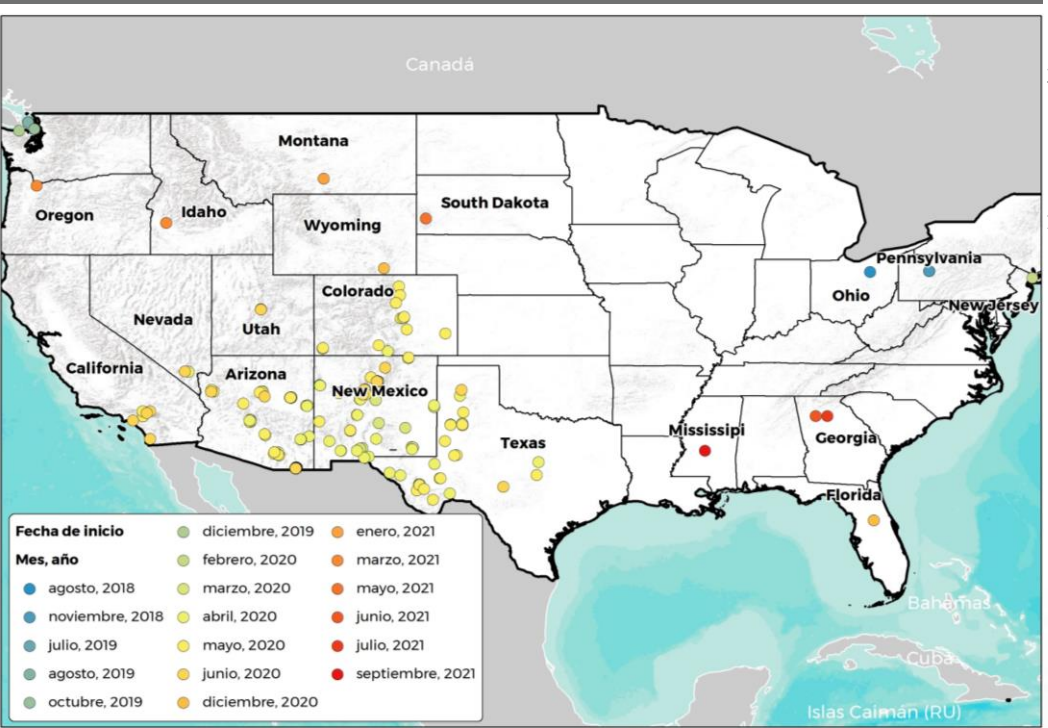 Canadá
Montana
South Dakota
Oregon
Idaho
Wyoming
Pennsylvania
Colorado
Ohio
New Jersey
Nevada
Utah
California
Arizona
New Mexico
Mississipi
Georgia
Texas
Florida
Fecha de inicio
Mes, año
agosto, 2018
noviembre, 2018
julio, 2019
agosto, 2019
octubre, 2019
diciembre, 2019
febrero, 2020
marzo, 2020
abril, 2020
mayo, 2020
junio, 2020
diciembre, 2020
enero, 2021
marzo, 2021
mayo, 2021
junio, 2021
julio, 2021
septiembre, 2021
Bahamas
Cuba
Islas Caimán (RU)